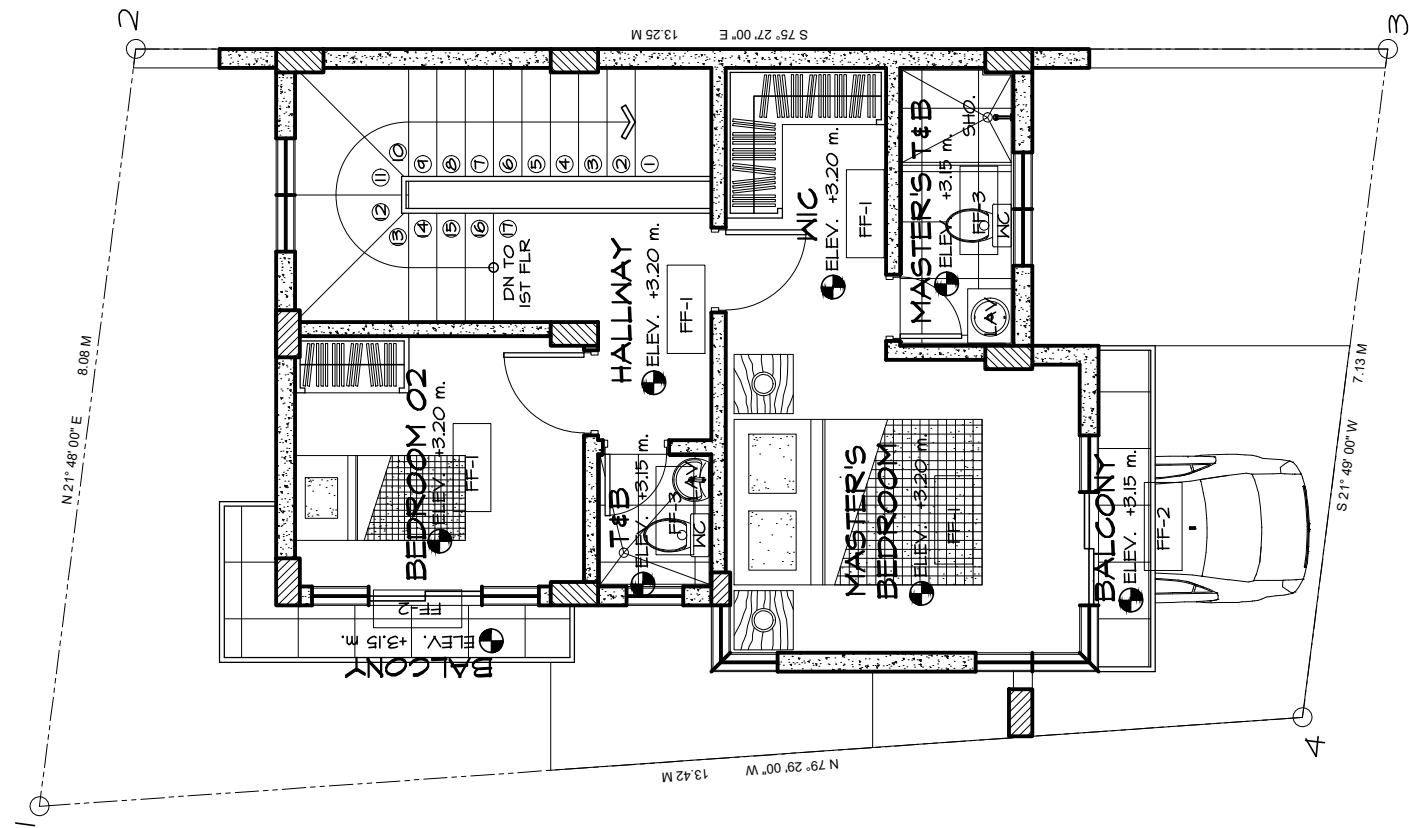 2
3
S 75° 27' 00" E 13.25 M
10
9
8
7
6
5
4
3
2
1
11
12
13
14
15
16
17
DN TO
1ST FLR
HALLWAY
ELEV. +3.20 m.
FF-1
WIC
ELEV. +3.20 m.
FF-1
MASTER'S T&B
ELEV. +3.15 m.
SHO.
FF-3
WC
LAV
8.08 M
N 21° 48' 00" E
BEDROOM 02
ELEV. +3.20 m.
FF-1
T&B
ELEV. +3.15 m.
FF-3
LAV
WC
MASTER'S
BEDROOM
ELEV. +3.20 m.
FF-1
BALCONY
ELEV. +3.15 m.
FF-2
7.13 M
S 21° 49' 00" W
FF-2
ELEV. +3.15 m.
BALCONY
N 79° 29' 00" W 13.42 M
4
1